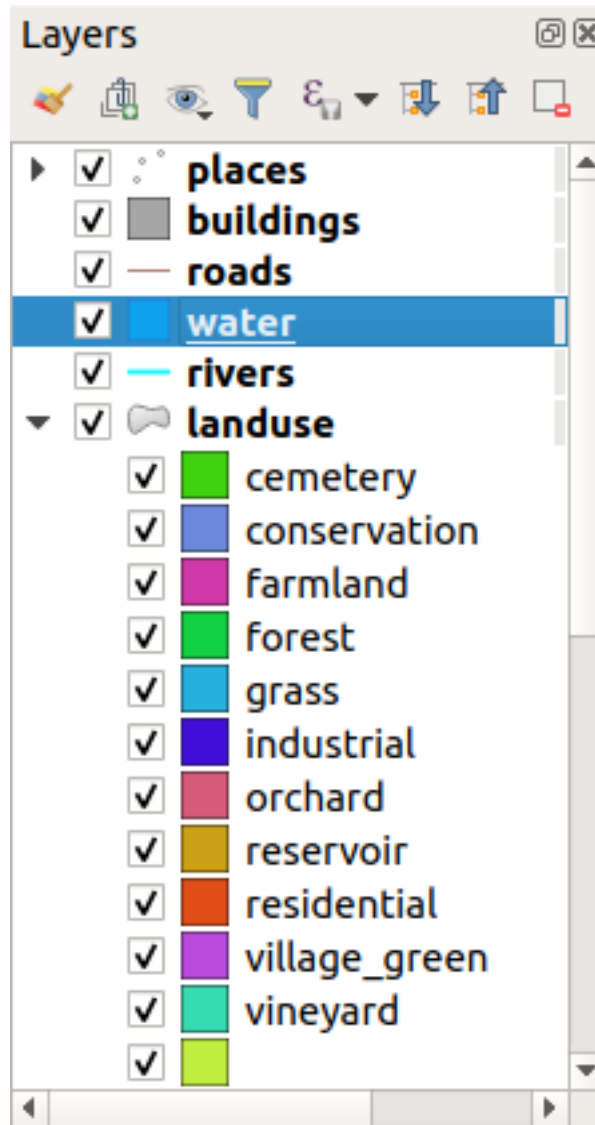 Layers
places
buildings
roads
water
rivers
landuse
cemetery
conservation
farmland
forest
grass
industrial
orchard
reservoir
residential
village_green
vineyard